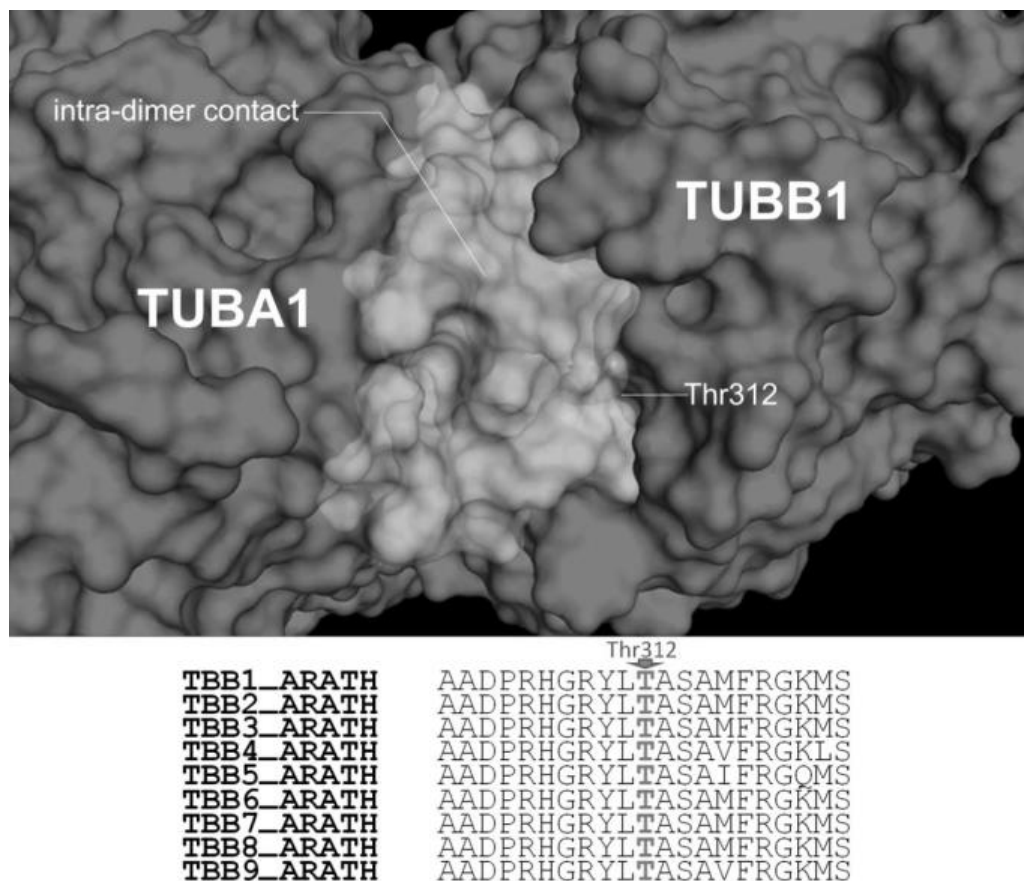 intra-dimer contact
TUBB1
TUBA1
Thr312
Thr312
TBB1_ARATH AADPRHGRYLTASAMFRGKMS
TBB2_ARATH AADPRHGRYLTASAMFRGKMS
TBB3_ARATH AADPRHGRYLTASAMFRGKMS
TBB4_ARATH AADPRHGRYLTASAVFRGKLS
TBB5_ARATH AADPRHGRYLTASAIFRGQMS
TBB6_ARATH AADPRHGRYLTASAMFRGKMS
TBB7_ARATH AADPRHGRYLTASAMFRGKMS
TBB8_ARATH AADPRHGRYLTASAMFRGKMS
TBB9_ARATH AADPRHGRYLTASAVFRGKMS